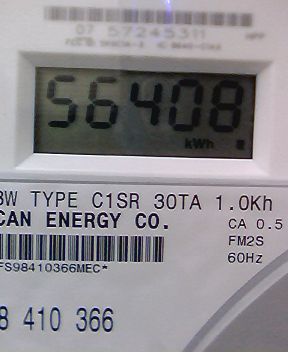 07 57245311
56408
kWh
3W TYPE C1SR 30TA 1.0Kh
CAN ENERGY CO.
CA 0.5
FM2S
60Hz
FS98410366MEC*
8 410 366